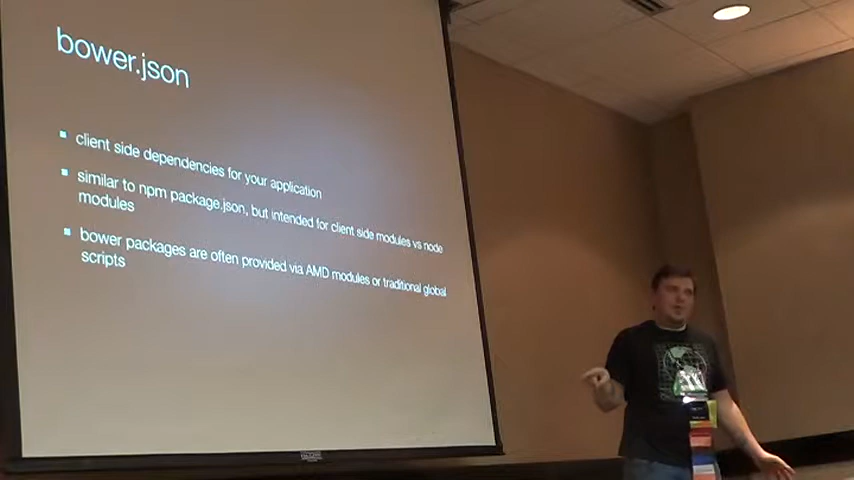 bower.json
client side dependencies for your application
similar to npm package.json, but intended for client side modules vs node
modules
bower packages are often provided via AMD modules or traditional global
scripts